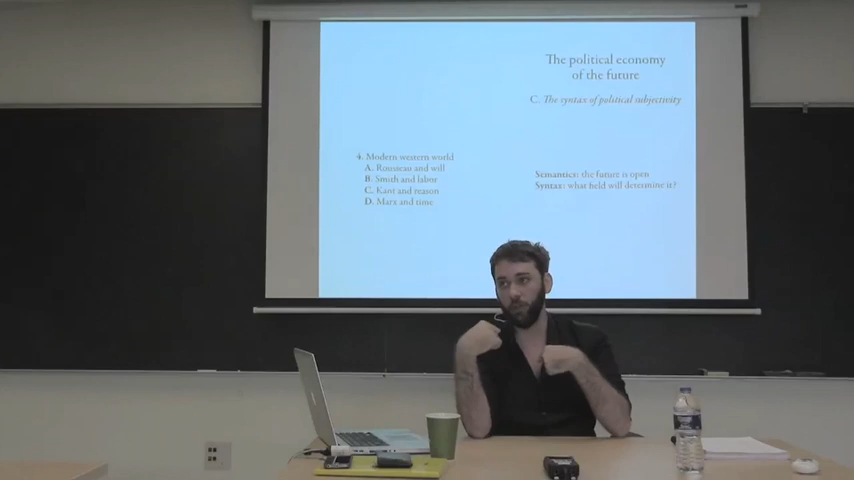 The political economy
of the future
C. The syntax of political subjectivity
4. Modern western world
A. Rousseau and will
B. Smith and labor
C. Kant and reason
D. Marx and time
Semantics: the future is open
Syntax: what held will determine it?